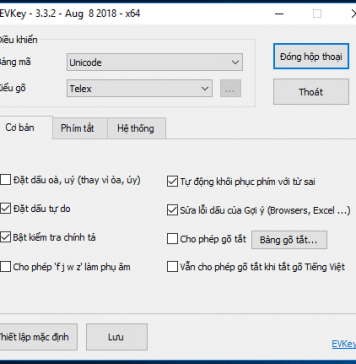 EVKey - 3.3.2 - Aug 8 2018 - x64
Điều khiển
Bảng mã
Unicode
Đóng hộp thoại
Kiểu gõ
Telex
...
Thoát
Cơ bản
Phím tắt
Hệ thống
Đặt dấu oà, uý (thay vì òa, úy)
Tự động khôi phục phím với từ sai
Đặt dấu tự do
Sửa lỗi dấu của Gợi ý (Browsers, Excel ...)
Bật kiểm tra chính tả
Cho phép gõ tắt
Bảng gõ tắt...
Cho phép 'f j w z' làm phụ âm
Vẫn cho phép gõ tắt khi tắt gõ Tiếng Việt
Thiết lập mặc định
Lưu
EVKey